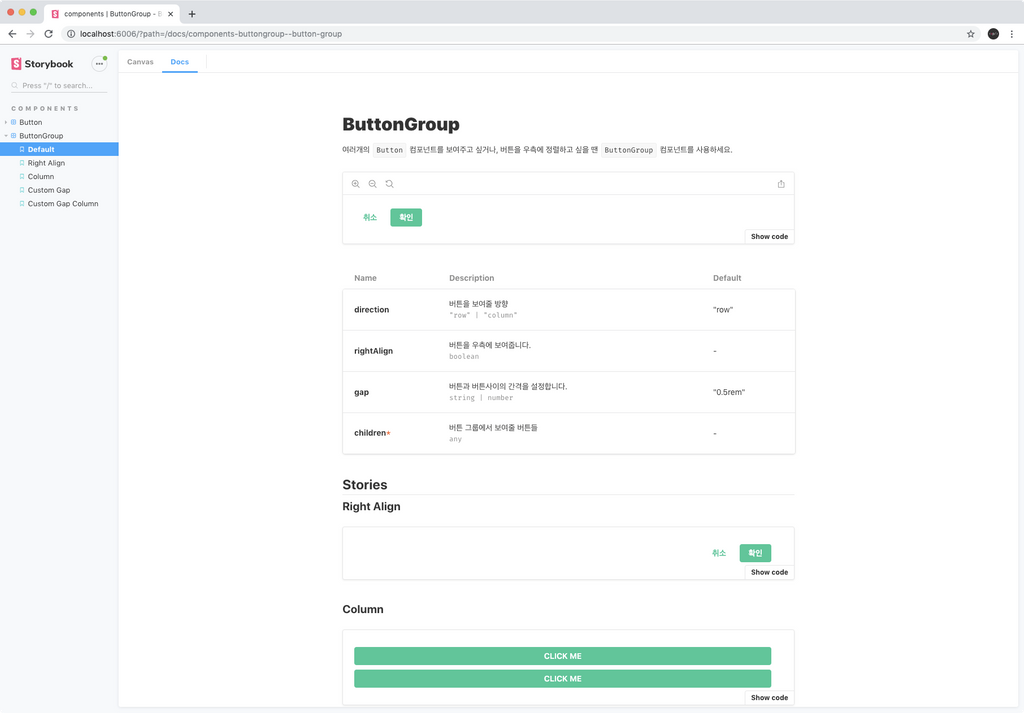 components | ButtonGroup - B
localhost:6006/?path=/docs/components-buttongroup--button-group
Storybook
Canvas
Docs
Press "/" to search...
COMPONENTS
Button
ButtonGroup
Default
Right Align
Column
Custom Gap
Custom Gap Column
ButtonGroup
여러개의 Button 컴포넌트를 보여주고 싶거나, 버튼을 우측에 정렬하고 싶을 땐 ButtonGroup 컴포넌트를 사용하세요.
취소 확인
Show code
Name Description Default
direction 버튼을 보여줄 방향 "row"
"row" | "column"
rightAlign 버튼을 우측에 보여줍니다. -
boolean
gap 버튼과 버튼사이의 간격을 설정합니다. "0.5rem"
string | number
children* 버튼 그룹에서 보여줄 버튼들 -
any
Stories
Right Align
취소 확인
Show code
Column
CLICK ME
CLICK ME
Show code